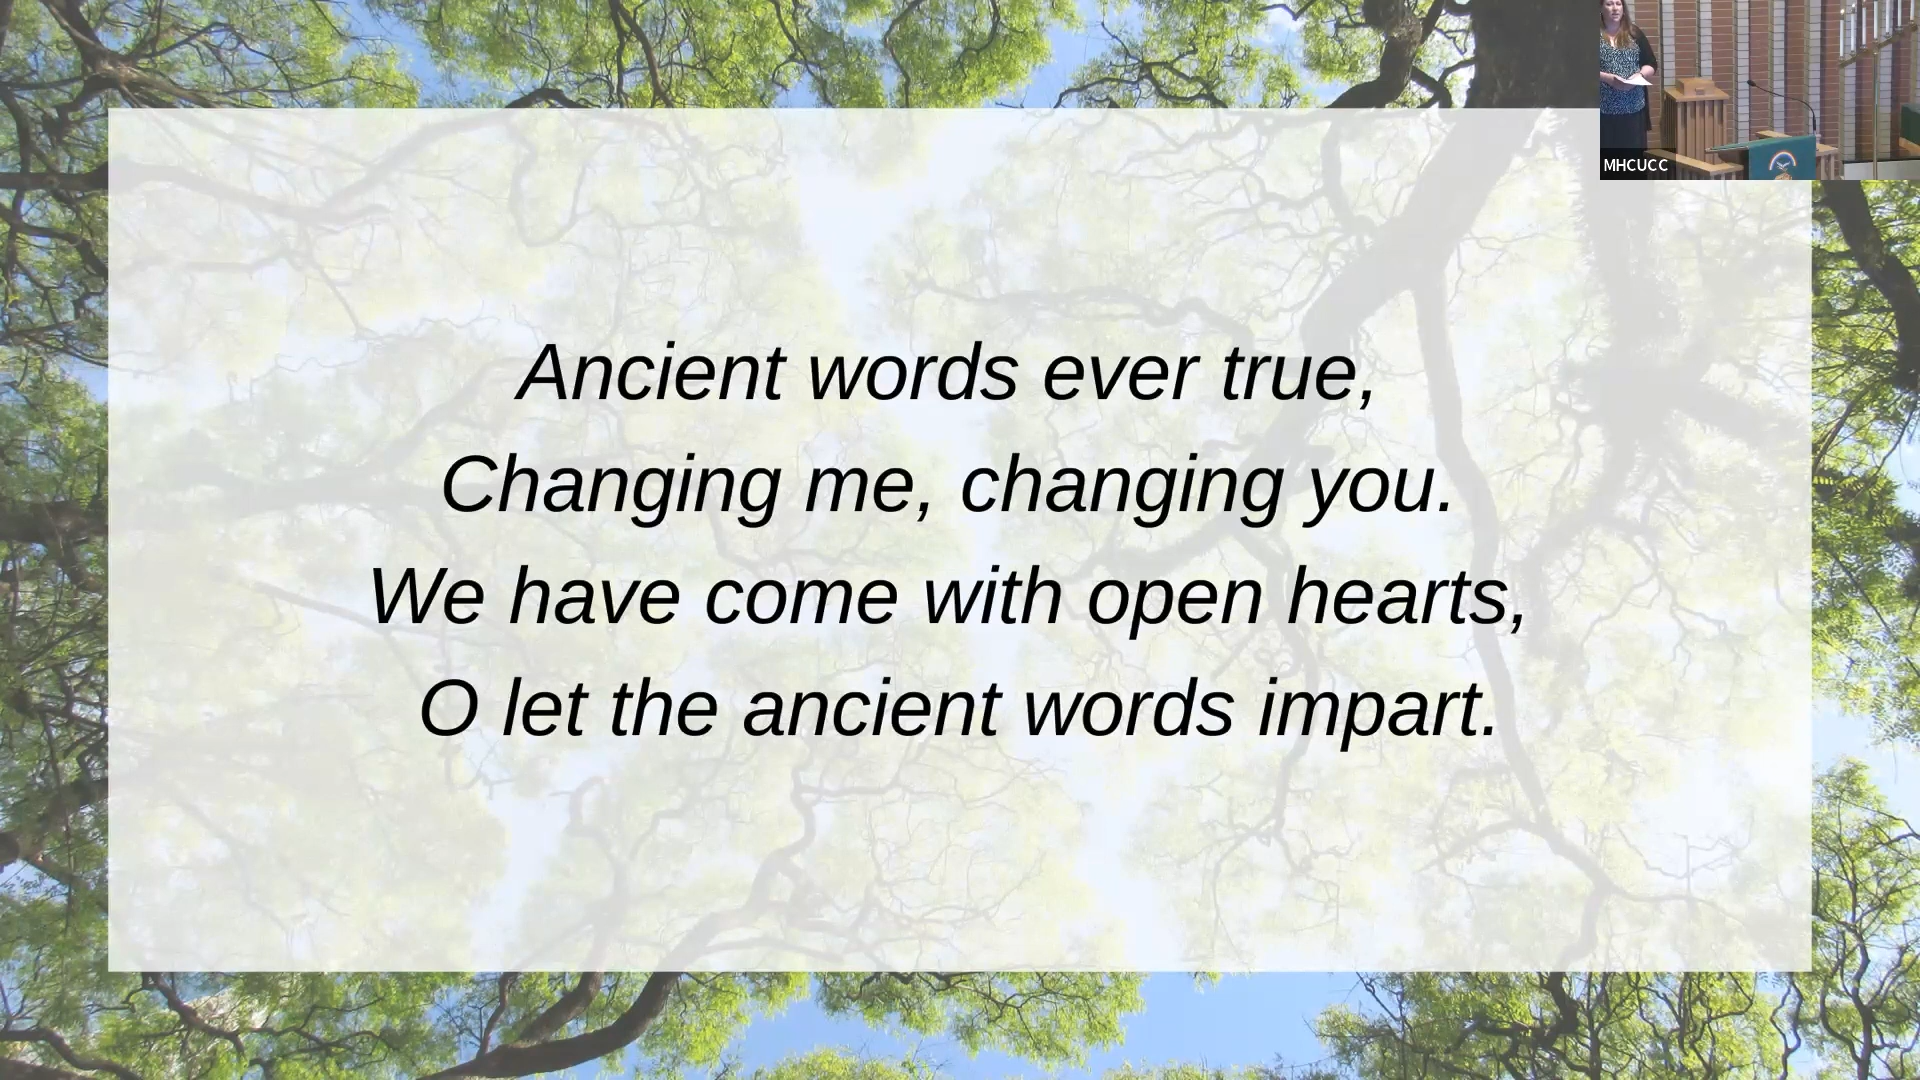 MHCUCC
Ancient words ever true,
Changing me, changing you.
We have come with open hearts,
O let the ancient words impart.